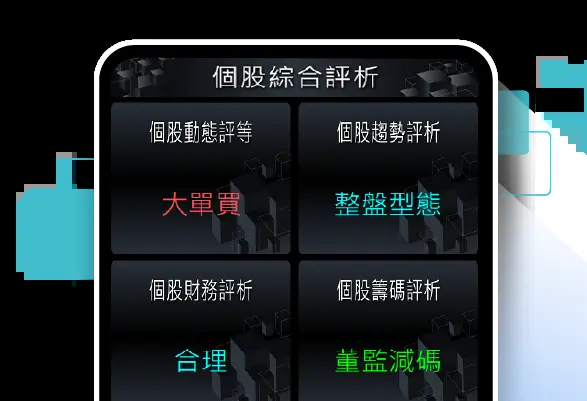 個股綜合評析
個股動態評等
個股趨勢評析
大單買
整盤型態
個股財務評析
個股籌碼評析
合理
董監減碼